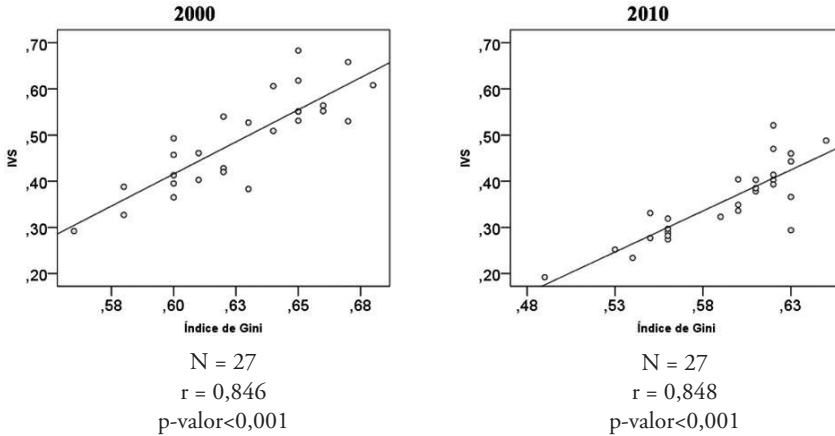 2000
,70
,60
,50
,40
,30
,20
IVS
,58 ,60 ,63 ,65 ,68
Índice de Gini
N = 27
r = 0,846
p-valor<0,001
2010
,70
,60
,50
,40
,30
,20
IVS
,48 ,53 ,58 ,63
Índice de Gini
N = 27
r = 0,848
p-valor<0,001